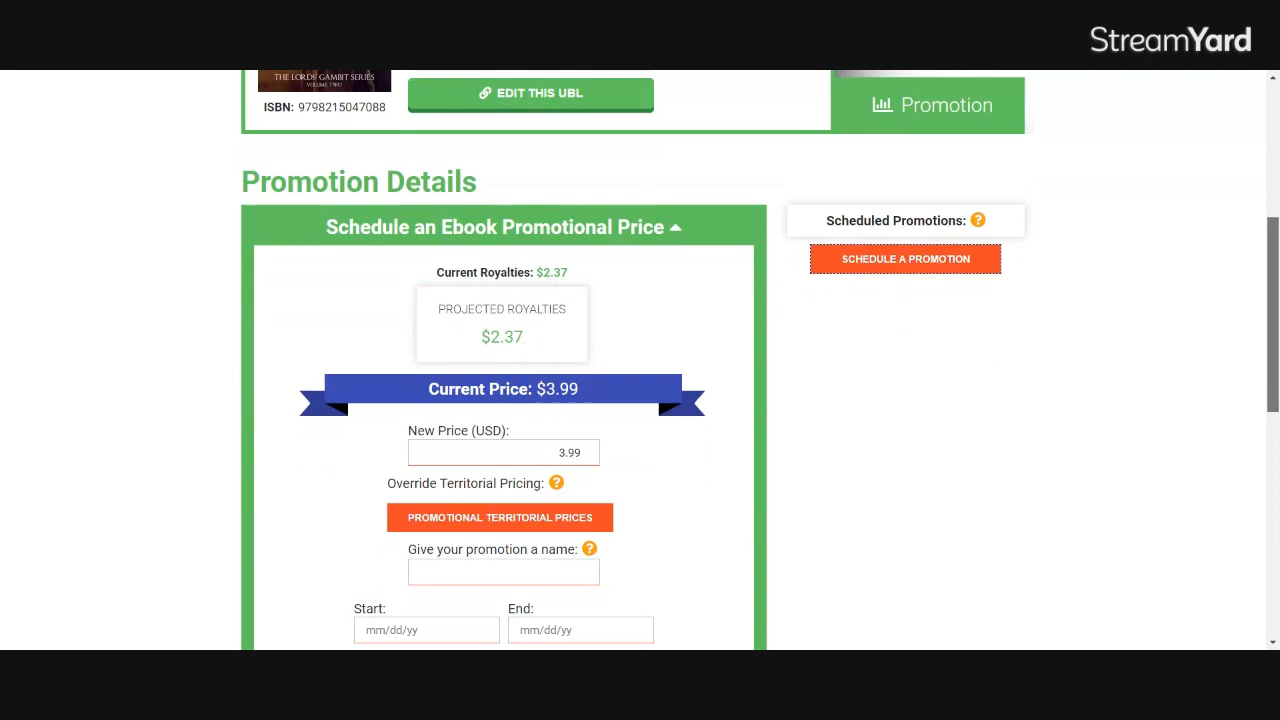 StreamYard
THE LORDS GAMBIT SERIES
VOLUME TWO
ISBN: 9798215047088
EDIT THIS UBL
Promotion
Promotion Details
Schedule an Ebook Promotional Price
Scheduled Promotions: ?
SCHEDULE A PROMOTION
Current Royalties: $2.37
PROJECTED ROYALTIES
$2.37
Current Price: $3.99
New Price (USD):
3.99
Override Territorial Pricing: ?
PROMOTIONAL TERRITORIAL PRICES
Give your promotion a name: ?
Start: End:
mm/dd/yy mm/dd/yy